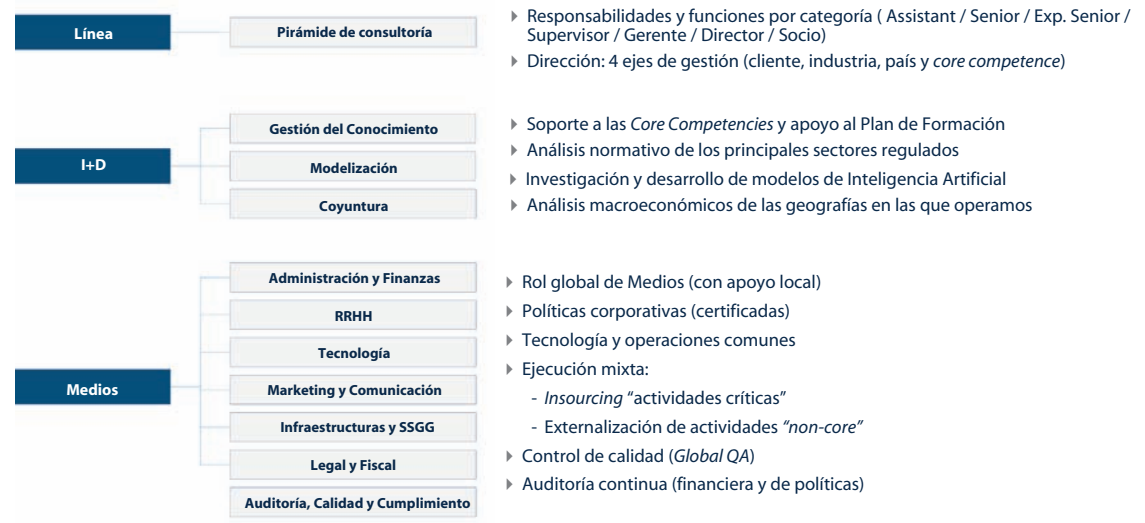 Línea
Pirámide de consultoría
▸ Responsabilidades y funciones por categoría ( Assistant / Senior / Exp. Senior /
Supervisor / Gerente / Director / Socio)
▸ Dirección: 4 ejes de gestión (cliente, industria, país y core competence)
I+D
Gestión del Conocimiento
Modelización
Coyuntura
▸ Soporte a las Core Competencies y apoyo al Plan de Formación
▸ Análisis normativo de los principales sectores regulados
▸ Investigación y desarrollo de modelos de Inteligencia Artificial
▸ Análisis macroeconómicos de las geografías en las que operamos
Medios
Administración y Finanzas
RRHH
Tecnología
Marketing y Comunicación
Infraestructuras y SSGG
Legal y Fiscal
Auditoría, Calidad y Cumplimiento
▸ Rol global de Medios (con apoyo local)
▸ Políticas corporativas (certificadas)
▸ Tecnología y operaciones comunes
▸ Ejecución mixta:
- Insourcing “actividades críticas”
- Externalización de actividades “non-core”
▸ Control de calidad (Global QA)
▸ Auditoría continua (financiera y de políticas)